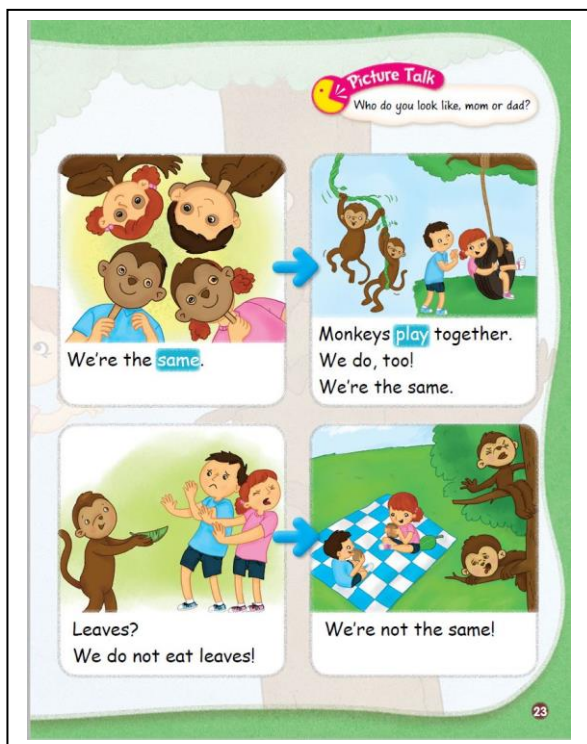 Picture Talk
Who do you look like, mom or dad?
We're the same.
Monkeys play together.
We do, too!
We're the same.
Leaves?
We do not eat leaves!
We're not the same!
23